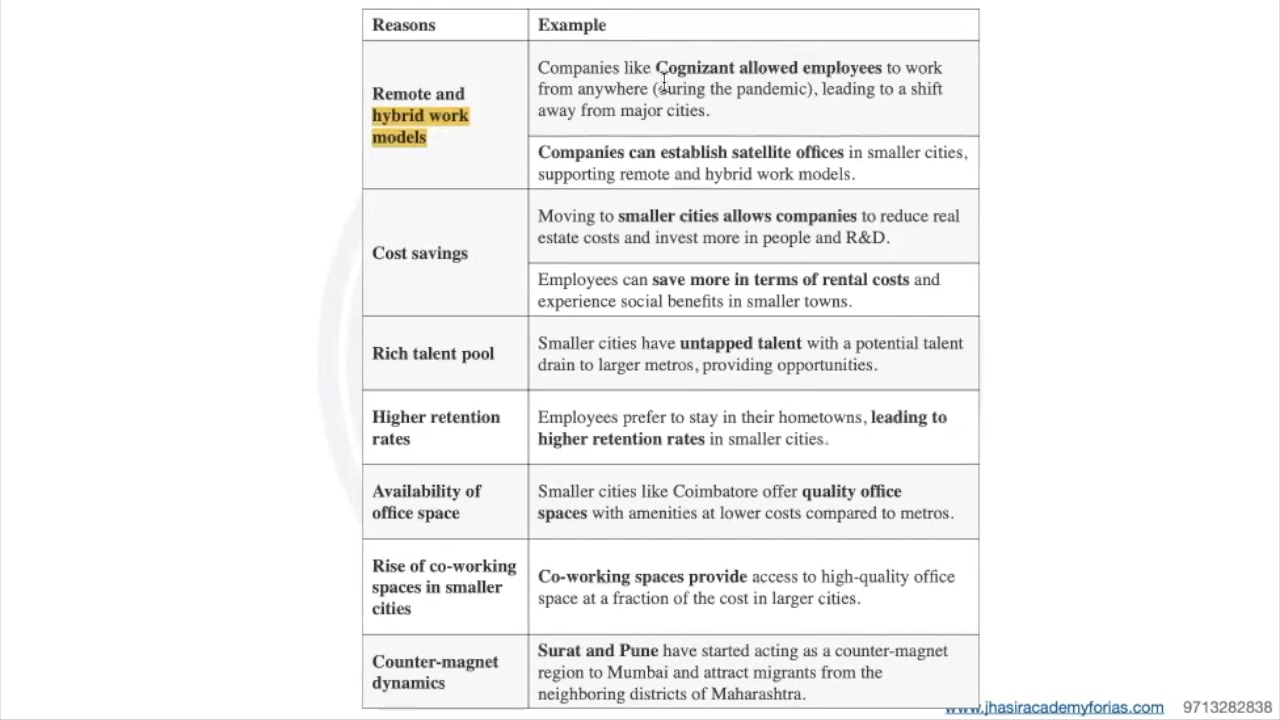 Reasons
Example
Remote and
hybrid work
models
Companies like Cognizant allowed employees to work
from anywhere (during the pandemic), leading to a shift
away from major cities.
Companies can establish satellite offices in smaller cities,
supporting remote and hybrid work models.
Cost savings
Moving to smaller cities allows companies to reduce real
estate costs and invest more in people and R&D.
Employees can save more in terms of rental costs and
experience social benefits in smaller towns.
Rich talent pool
Smaller cities have untapped talent with a potential talent
drain to larger metros, providing opportunities.
Higher retention
rates
Employees prefer to stay in their hometowns, leading to
higher retention rates in smaller cities.
Availability of
office space
Smaller cities like Coimbatore offer quality office
spaces with amenities at lower costs compared to metros.
Rise of co-working
spaces in smaller
cities
Co-working spaces provide access to high-quality office
space at a fraction of the cost in larger cities.
Counter-magnet
dynamics
Surat and Pune have started acting as a counter-magnet
region to Mumbai and attract migrants from the
neighboring districts of Maharashtra.
www.jhasiracademyforias.com 9713282838